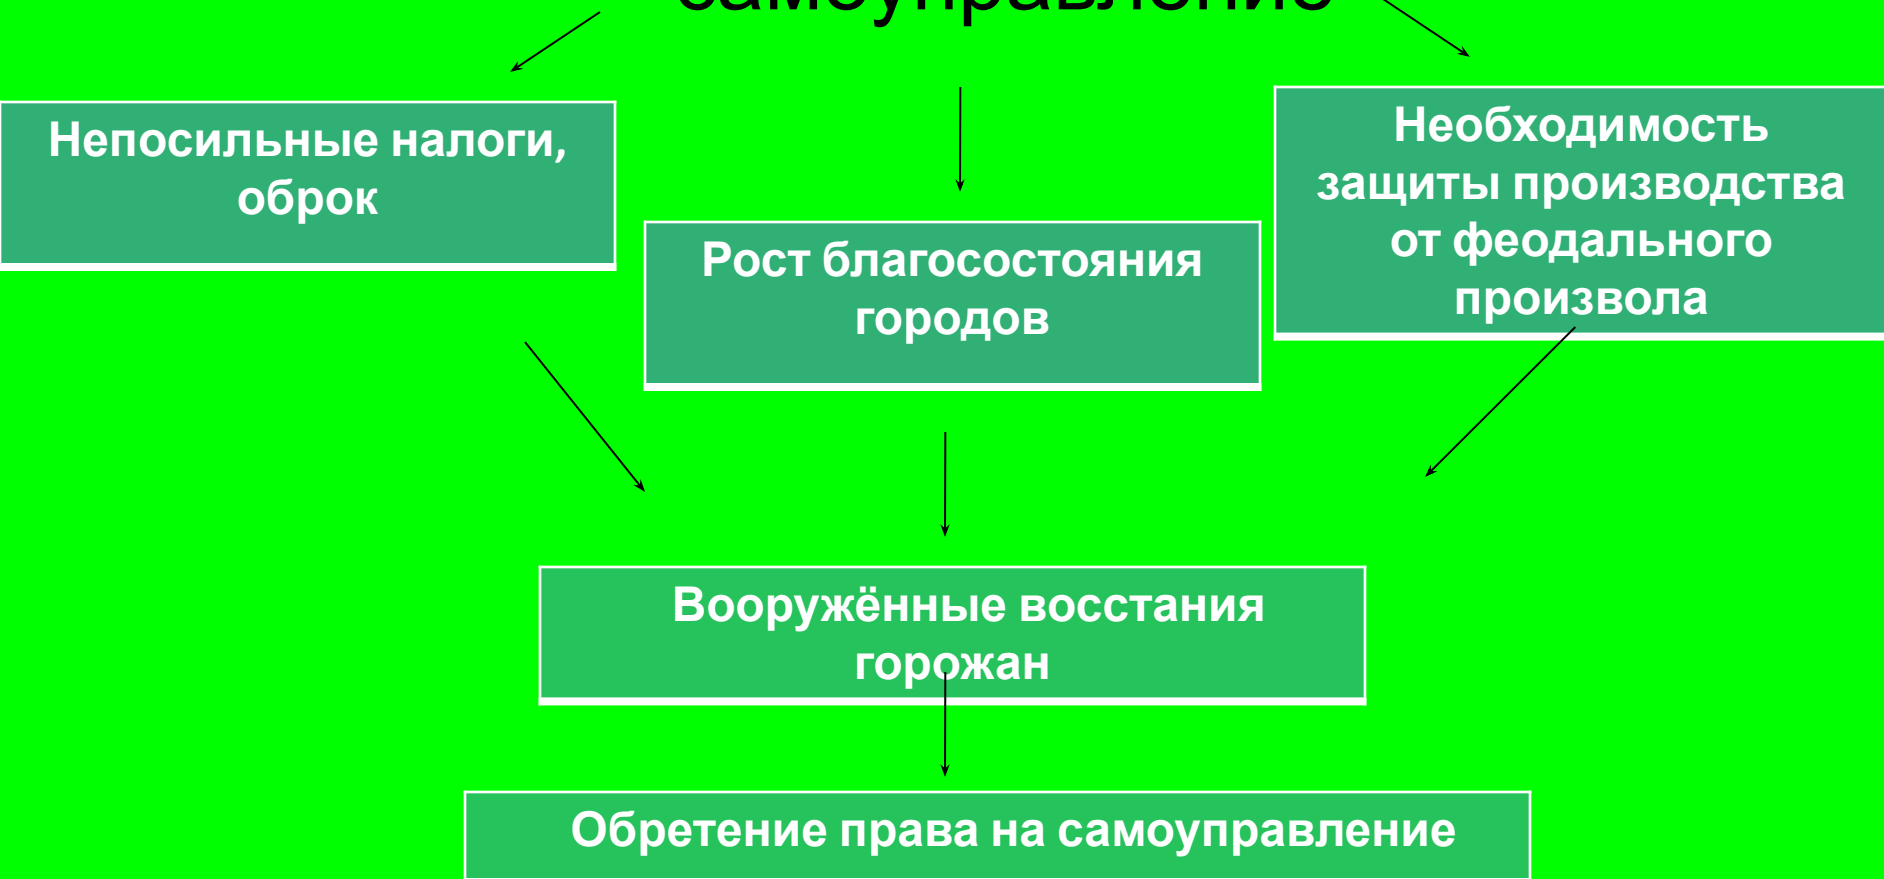 самоуправление
Непосильные налоги,
оброк
Необходимость
защиты производства
от феодального
произвола
Рост благосостояния
городов
Вооружённые восстания
горожан
Обретение права на самоуправление